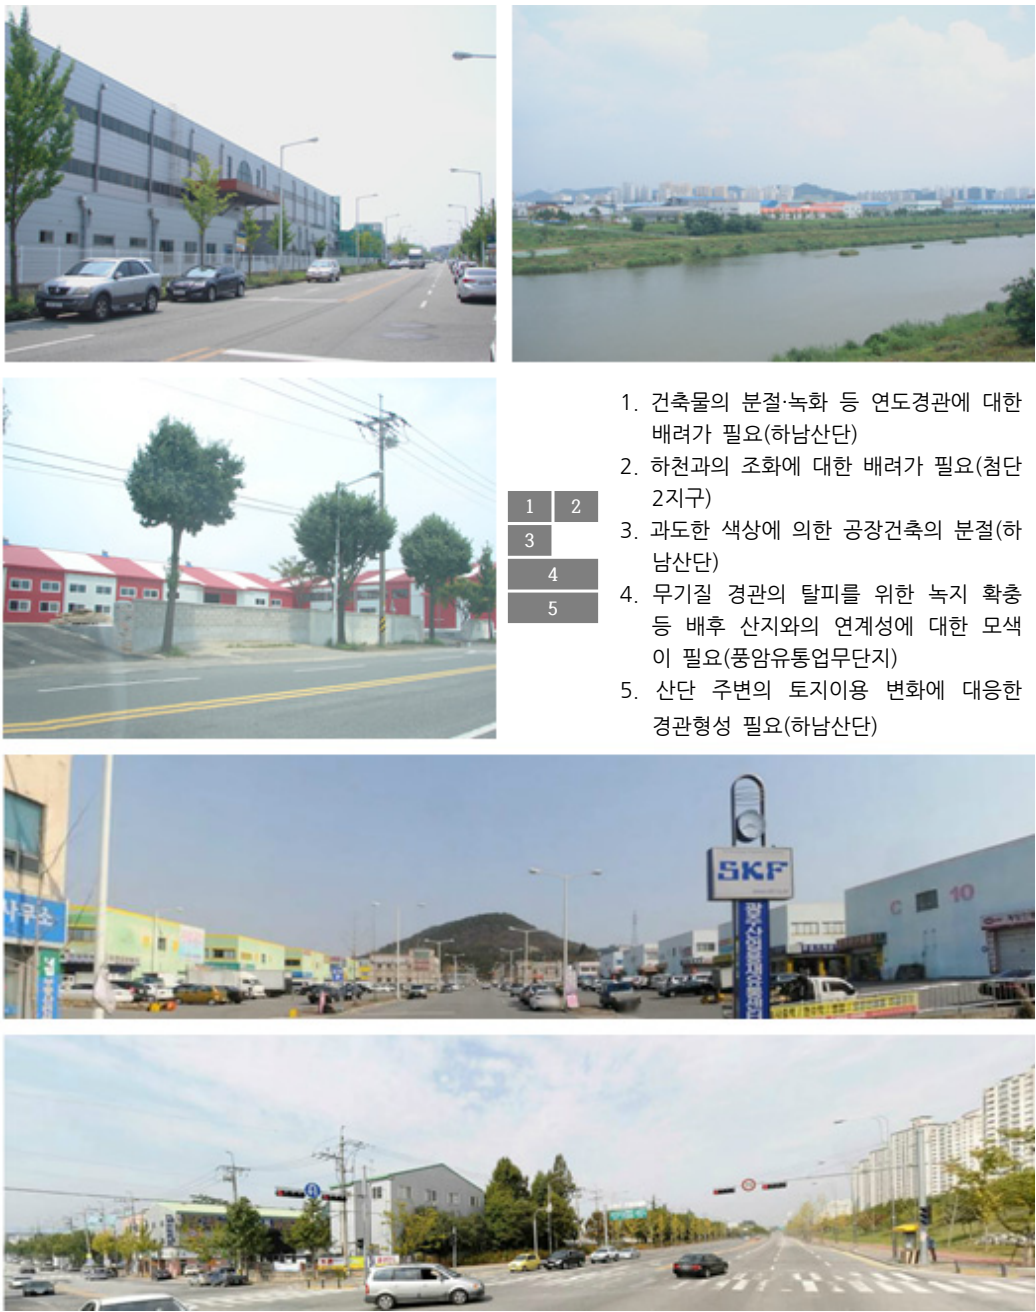 1 2
3
4
5
1. 건축물의 분절·녹화 등 연도경관에 대한
배려가 필요(하남산단)
2. 하천과의 조화에 대한 배려가 필요(첨단
2지구)
3. 과도한 색상에 의한 공장건축의 분절(하
남산단)
4. 무기질 경관의 탈피를 위한 녹지 확충
등 배후 산지와의 연계성에 대한 모색
이 필요(풍암유통업무단지)
5. 산단 주변의 토지이용 변화에 대응한
경관형성 필요(하남산단)
SKF
C 10